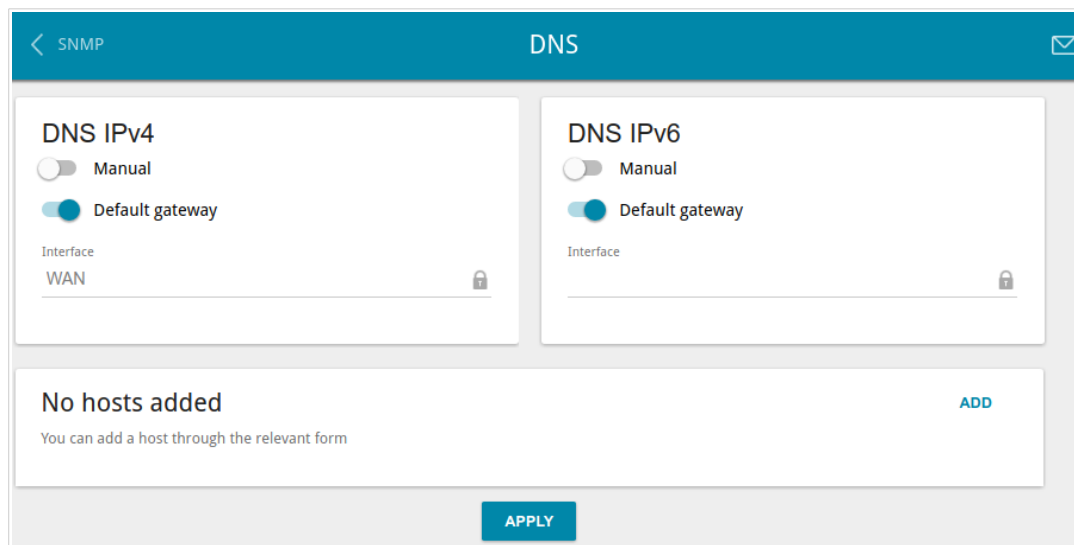 SNMP
DNS
DNS IPv4
Manual
Default gateway
Interface
WAN
DNS IPv6
Manual
Default gateway
Interface
No hosts added
ADD
You can add a host through the relevant form
APPLY